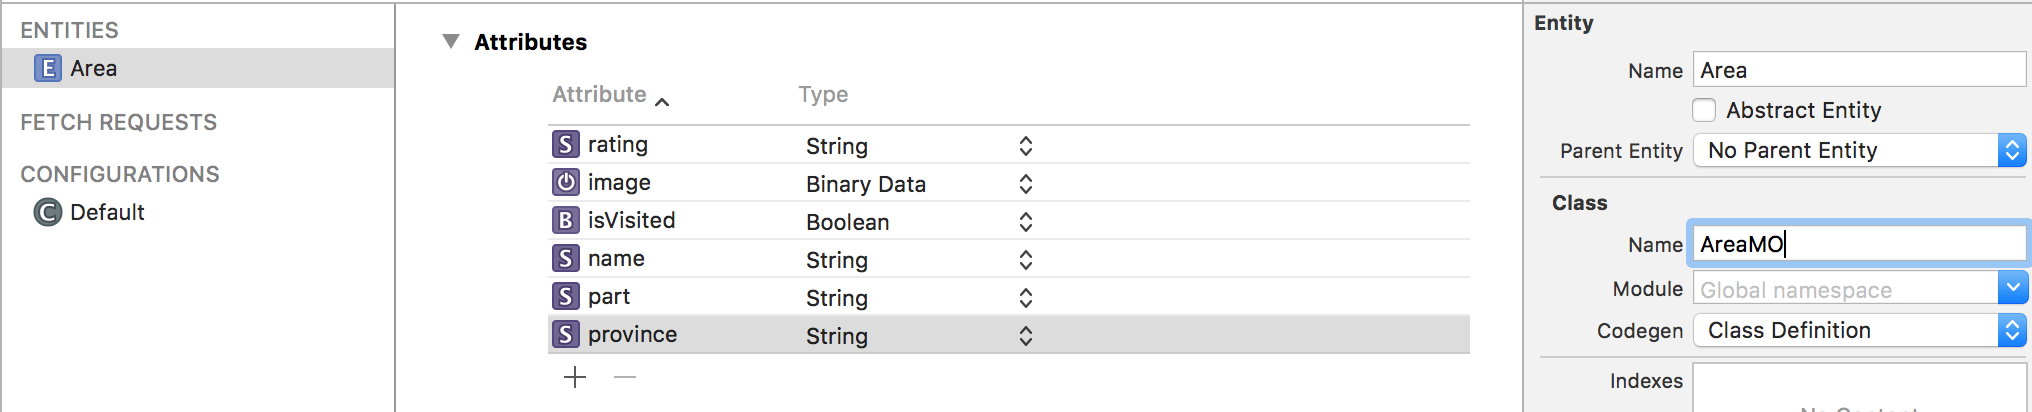 ENTITIES
E Area
FETCH REQUESTS
CONFIGURATIONS
C Default
Attributes
Attribute Type
S rating String
image Binary Data
B isVisited Boolean
S name String
S part String
S province String
Entity
Name Area
Abstract Entity
Parent Entity No Parent Entity
Class
Name AreaMO
Module Global namespace
Codegen Class Definition
Indexes
No Content